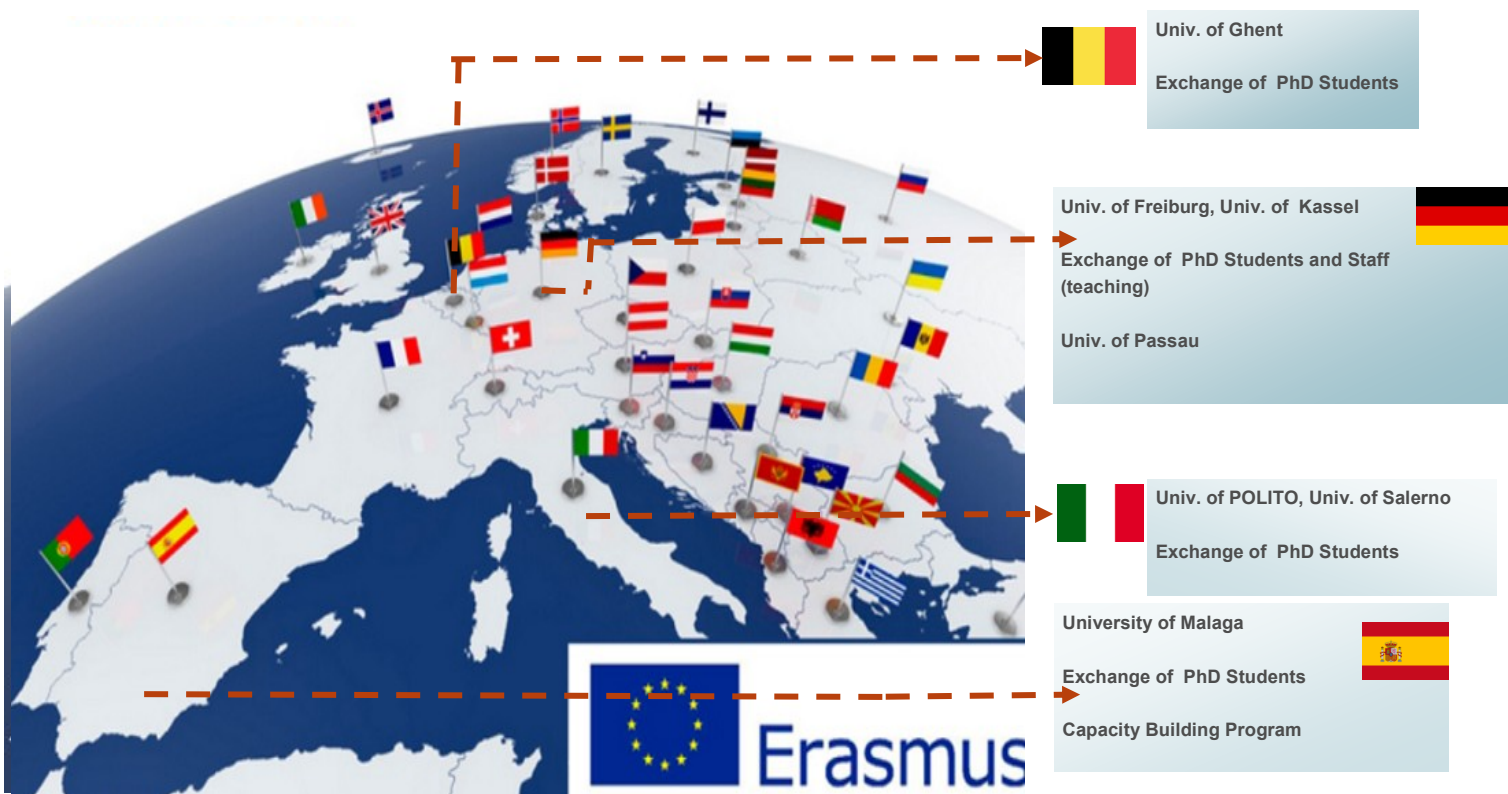 Univ. of Ghent
Exchange of PhD Students
Univ. of Freiburg, Univ. of Kassel
Exchange of PhD Students and Staff
(teaching)
Univ. of Passau
Univ. of POLITO, Univ. of Salerno
Exchange of PhD Students
University of Malaga
Exchange of PhD Students
Capacity Building Program
Erasmus